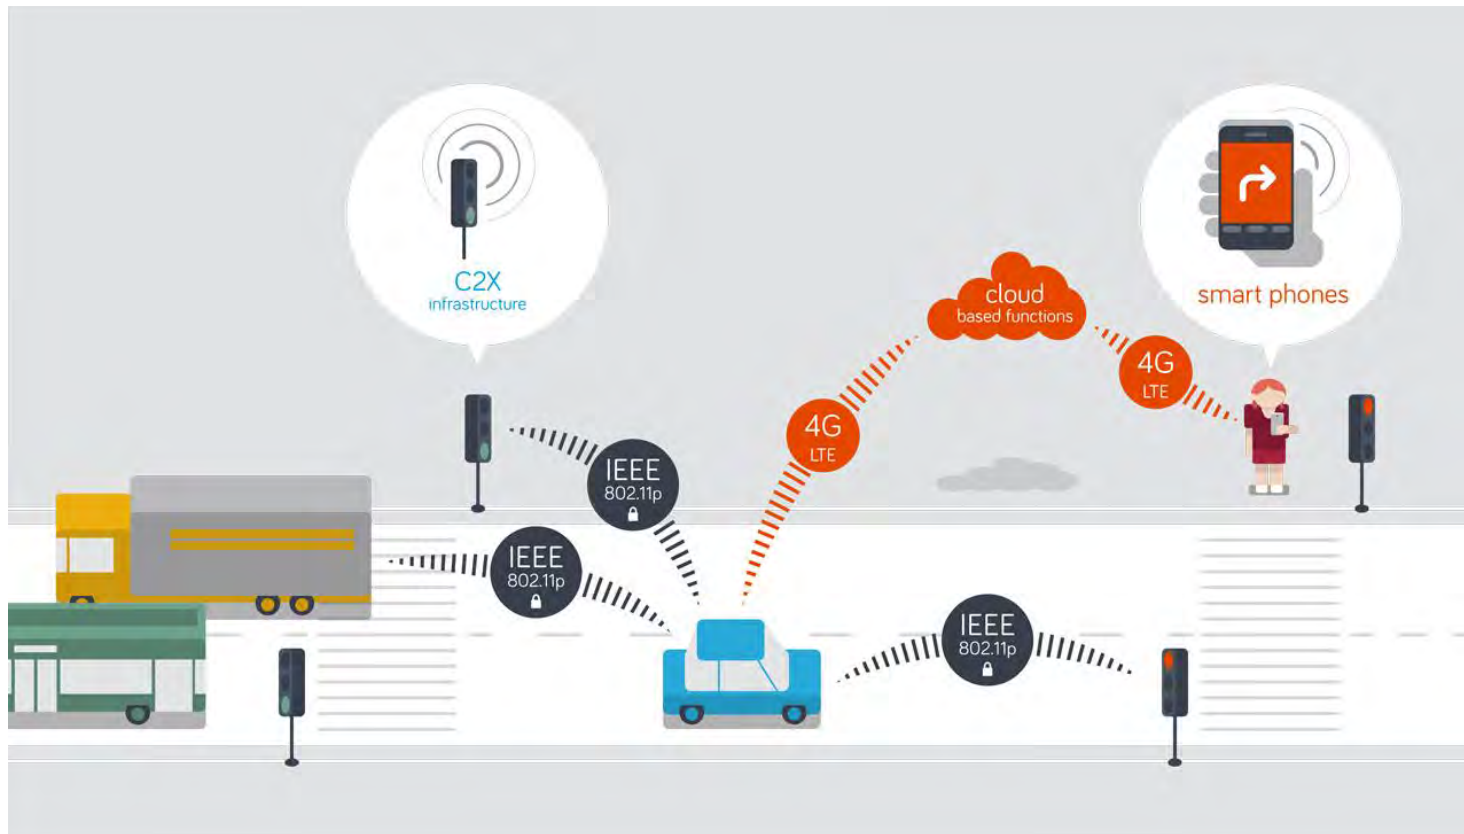 C2X
infrastructure
smart phones
cloud
based functions
4G
LTE
4G
LTE
IEEE
802.11p
IEEE
802.11p
IEEE
802.11p